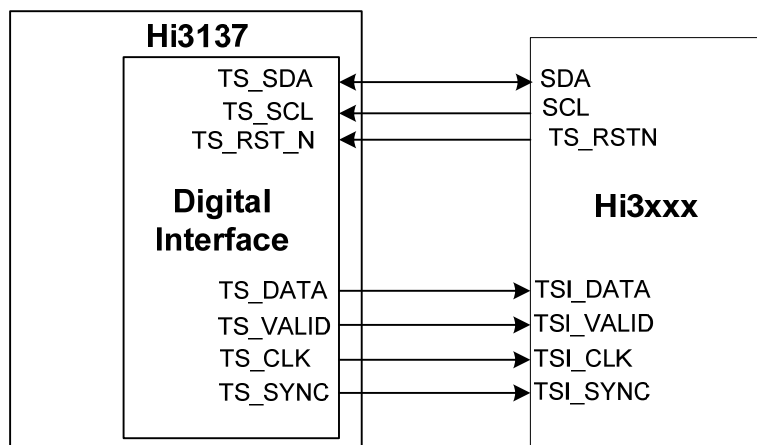 Hi3137
TS_SDA
SDA
TS_SCL
SCL
TS_RST_N
TS_RSTN
Digital
Interface
Hi3xxx
TS_DATA
TSI_DATA
TS_VALID
TSI_VALID
TS_CLK
TSI_CLK
TS_SYNC
TSI_SYNC